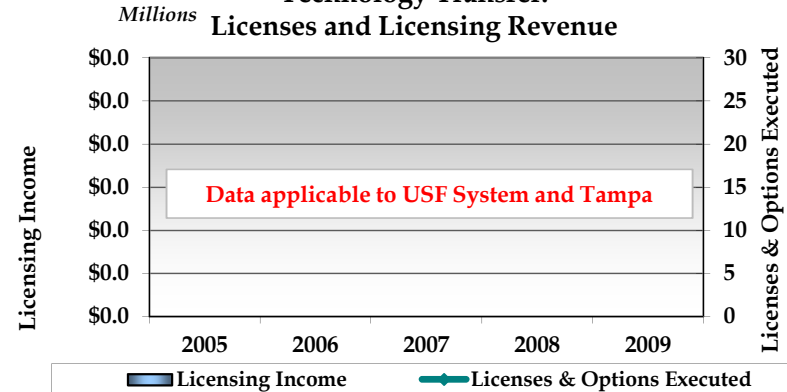 Technology Transfer:
Millions
Licenses and Licensing Revenue
$0.0 30
$0.0 25
$0.0 20
$0.0 15
$0.0 10
$0.0 5
$0.0 0
Licensing Income
Licenses & Options Executed
Data applicable to USF System and Tampa
2005 2006 2007 2008 2009
Licensing Income Licenses & Options Executed